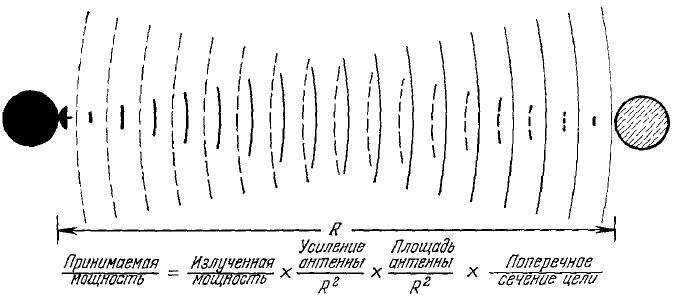 R
Принимаемая мощность = Излученная мощность × Усиление антенны / R² × Площадь антенны / R² × Поперечное сечение цели